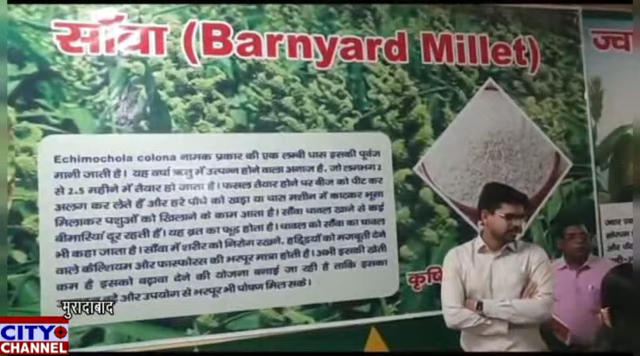 साँवा (Barnyard Millet)
ज्वा
Echimochola colona नामक प्रकार की एक लम्बी घास इसकी पूर्वज
मानी जाती है। यह वर्षा ऋतु में उत्पन्न होने वाला अनाज है, जो लगभग 2
से 2-5 महीने में तैयार हो जाता है। फसल तैयार होने पर बीज को पीट कर
अलग कर लेते हैं और हरे पौधे को खड़ा या घास मशीन में काटकर भूसा
मिलाकर पशुओं को खिलाने के काम आता है। साँवा चावल खाने से कई
बीमारियां दूर रहती हैं। यह व्रत का फूड होता है। चावल को साँवा का चावल
भी कहा जाता है। साँवा में शरीर को निरोग रखने, हड्डियों को मजबूती देने
वाले कैल्शियम और फास्फोरस की भरपूर मात्रा होती है। अभी इसकी खेती
कम है इसको बढ़ावा देने की योजना बनाई जा रही है ताकि इसका
और उपयोग से भरपूर भी पोषण मिल सके।
कृषि
मुरादाबाद
CITY
CHANNEL